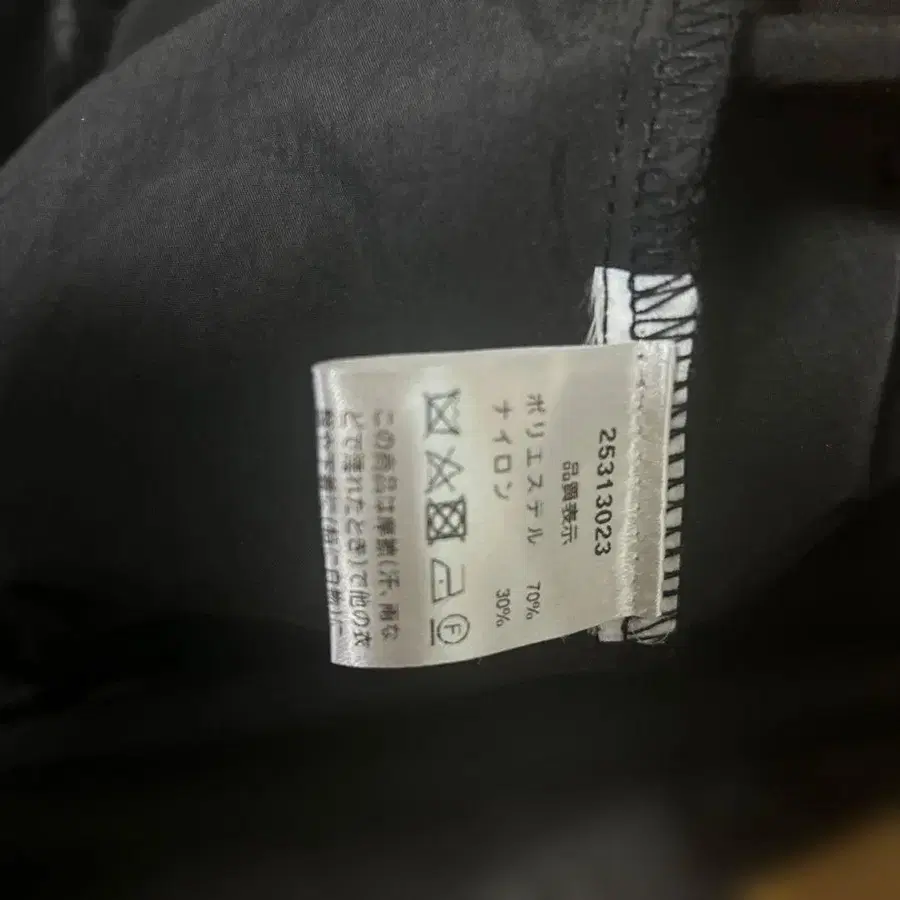 25313023
品質表示
ポリエステル 70%
ナイロン 30%
F
この商品は摩擦(汗、雨な
どで濡れたとき)で他の衣